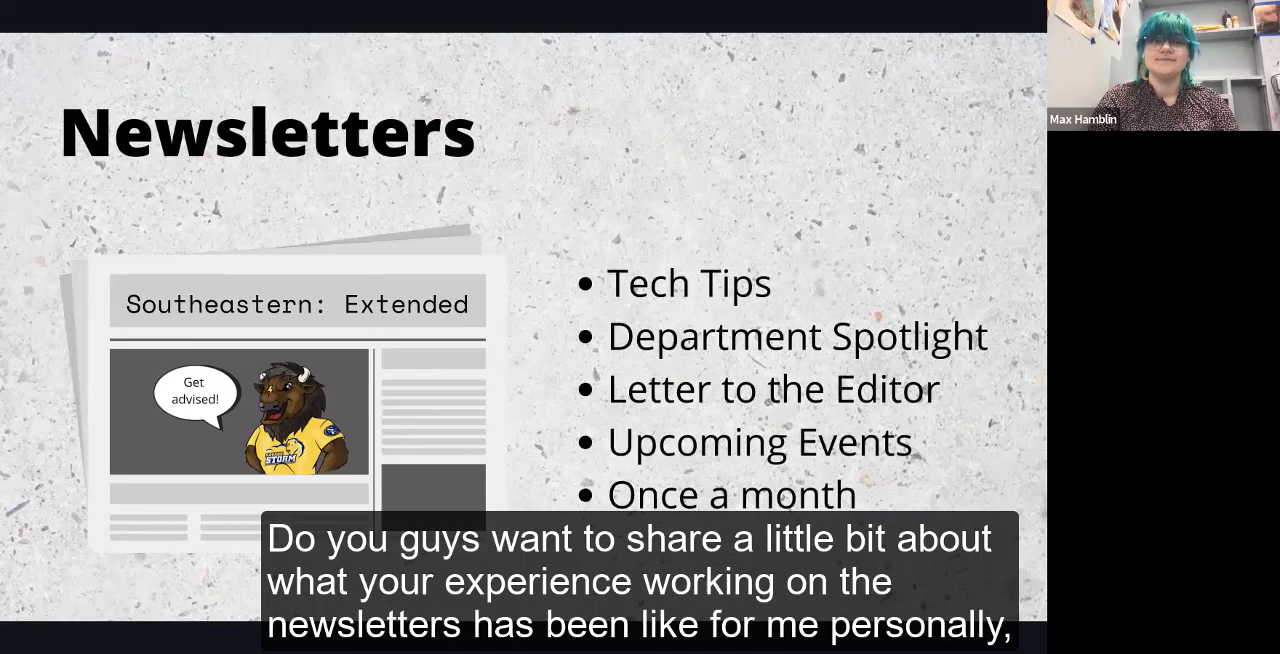 Newsletters
Max Hamblin
Southeastern: Extended
Get
advised!
STORM
• Tech Tips
• Department Spotlight
• Letter to the Editor
• Upcoming Events
• Once a month
Do you guys want to share a little bit about
what your experience working on the
newsletters has been like for me personally,